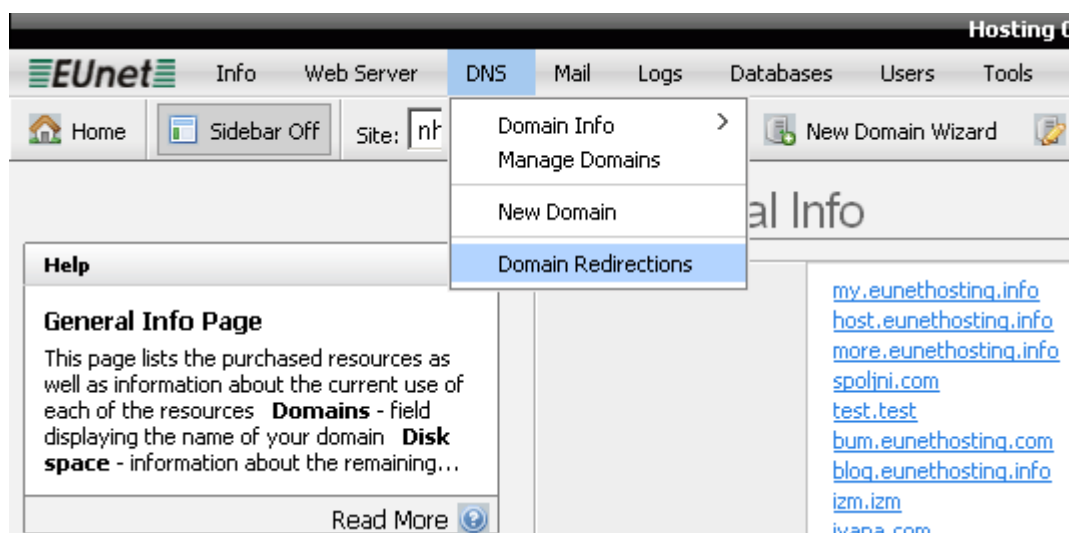 Hosting
EUnet Info Web Server DNS Mail Logs Databases Users Tools
Home Sidebar Off Site: nh Domain Info > New Domain Wizard
Manage Domains
New Domain
al Info
Domain Redirections
Help
General Info Page
This page lists the purchased resources as
well as information about the current use of
each of the resources Domains - field
displaying the name of your domain Disk
space - information about the remaining...
Read More
my.eunethosting.info
host.eunethosting.info
more.eunethosting.info
spoljni.com
test.test
bum.eunethosting.com
blog.eunethosting.info
izm.izm
ivana.com